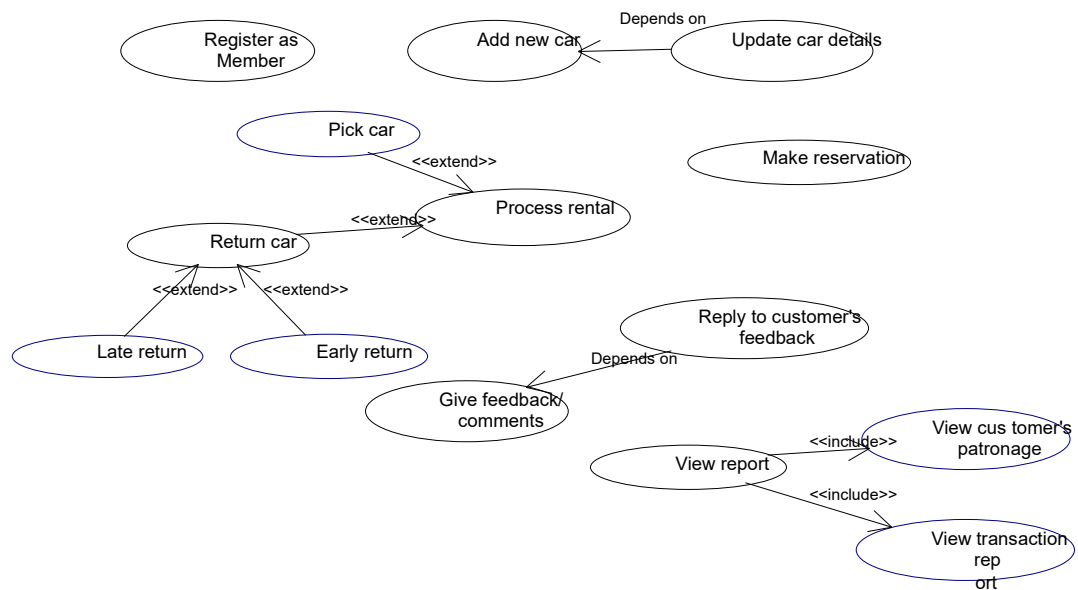 Depends on
Register as
Member
Add new car
Update car details
Pick car
<<extend>>
Make reservation
Process rental
<<extend>>
Return car
<<extend>>
<<extend>>
Late return
Early return
Reply to customer's
feedback
Depends on
Give feedback/
comments
View cus tomer's
patronage
<<include>>
View report
<<include>>
View transaction
rep
ort